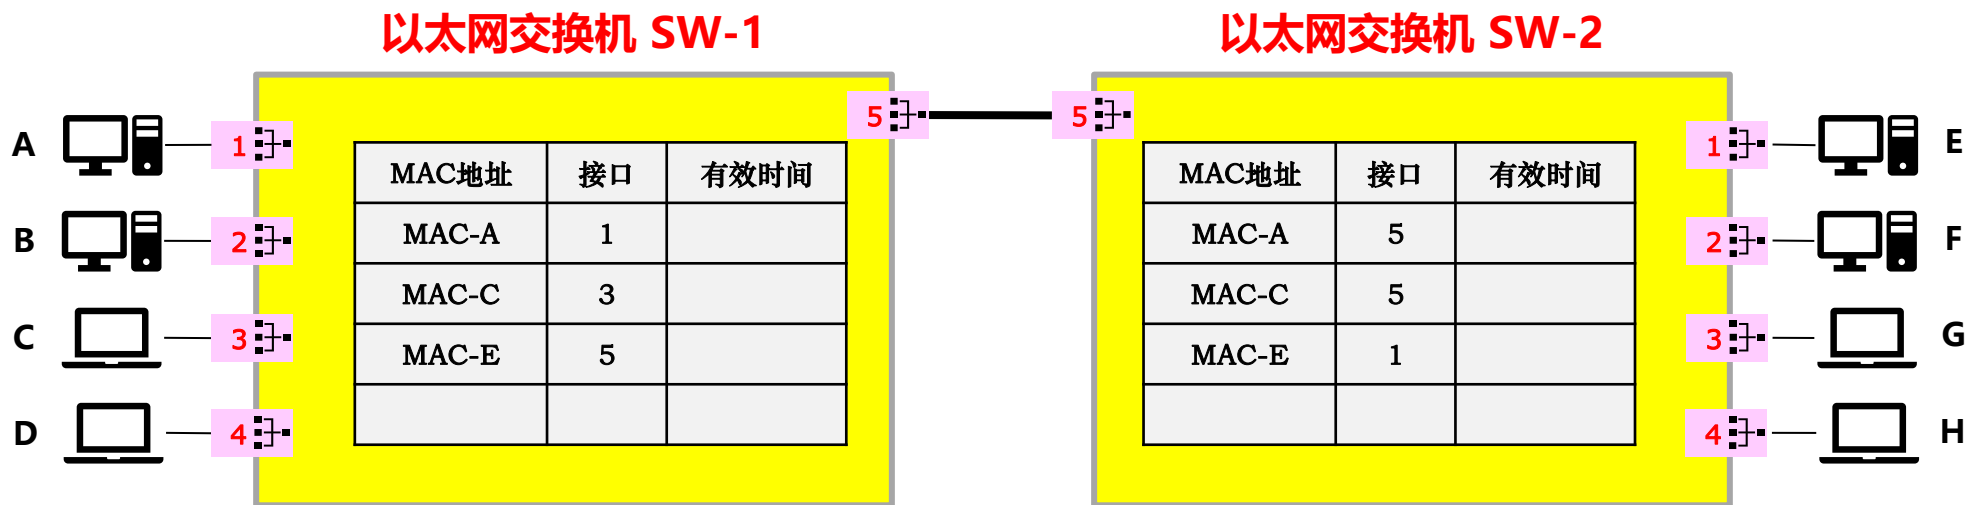 以太网交换机 SW-1
以太网交换机 SW-2
A
B
C
D
1
2
3
4
5
MAC地址 接口 有效时间
MAC-A 1
MAC-C 3
MAC-E 5
5
MAC地址 接口 有效时间
MAC-A 5
MAC-C 5
MAC-E 1
1
2
3
4
E
F
G
H